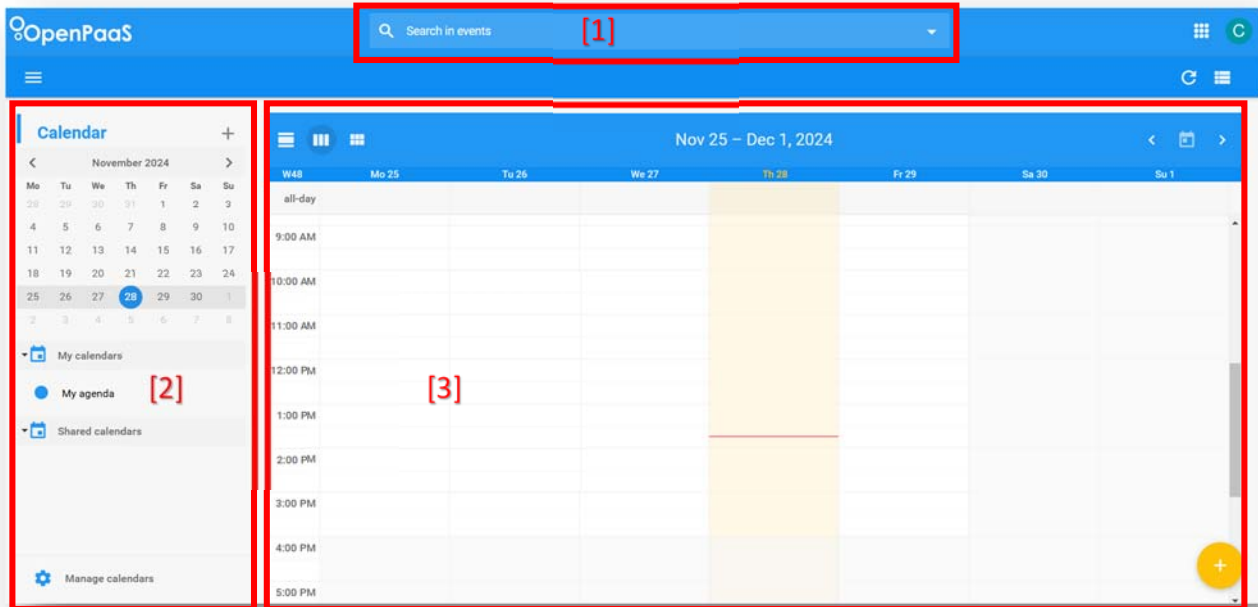 OpenPaaS
Search in events
[1]
C
Calendar +
November 2024
Mo Tu We Th Fr Sa Su
28 29 30 31 1 2 3
4 5 6 7 8 9 10
11 12 13 14 15 16 17
18 19 20 21 22 23 24
25 26 27 28 29 30 1
2 3 4 5 6 7 8
My calendars
My agenda
[2]
Shared calendars
Manage calendars
Nov 25 – Dec 1, 2024
W48 Mo 25 Tu 26 We 27 Th 28 Fr 29 Sa 30 Su 1
all-day
9:00 AM
10:00 AM
11:00 AM
12:00 PM
[3]
1:00 PM
2:00 PM
3:00 PM
4:00 PM
5:00 PM
+